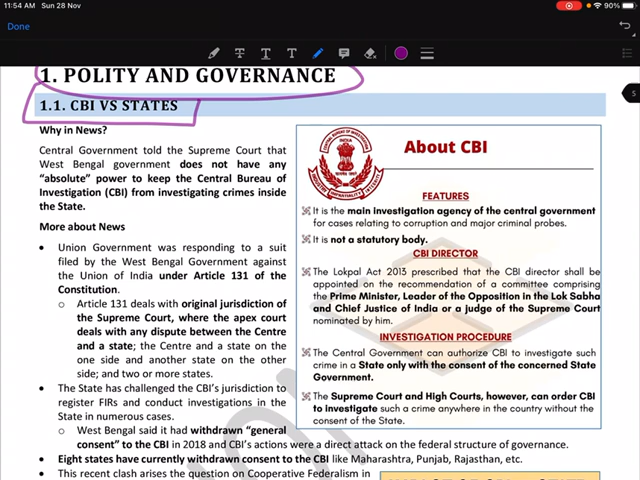 11:54 AM Sun 28 Nov
90%
Done
1. POLITY AND GOVERNANCE
1.1. CBI VS STATES
Why in News?
Central Government told the Supreme Court that
West Bengal government does not have any
"absolute" power to keep the Central Bureau of
Investigation (CBI) from investigating crimes inside
the State.
More about News
• Union Government was responding to a suit
filed by the West Bengal Government against
the Union of India under Article 131 of the
Constitution.
o Article 131 deals with original jurisdiction of
the Supreme Court, where the apex court
deals with any dispute between the Centre and
a state; the Centre and a state on the
one side and another state on the other
side; and two or more states.
• The State has challenged the CBI's jurisdiction to
register FIRs and conduct investigations in the
State in numerous cases.
o West Bengal said it had withdrawn "general
consent" to the CBI in 2018 and CBI's actions were a direct attack on the federal structure of governance.
• Eight states have currently withdrawn consent to the CBI like Maharashtra, Punjab, Rajasthan, etc.
• This recent clash arises the question on Cooperative Federalism in
About CBI
FEATURES
It is the main investigation agency of the central government
for cases relating to corruption and major criminal probes.
It is not a statutory body.
CBI DIRECTOR
The Lokpal Act 2013 prescribed that the CBI director shall be
appointed on the recommendation of a committee comprising
the Prime Minister, Leader of the Opposition in the Lok Sabha
and Chief Justice of India or a judge of the Supreme Court
nominated by him.
INVESTIGATION PROCEDURE
The Central Government can authorize CBI to investigate such
crime in a State only with the consent of the concerned State
Government.
The Supreme Court and High Courts, however, can order CBI
to investigate such a crime anywhere in the country without the
consent of the State.